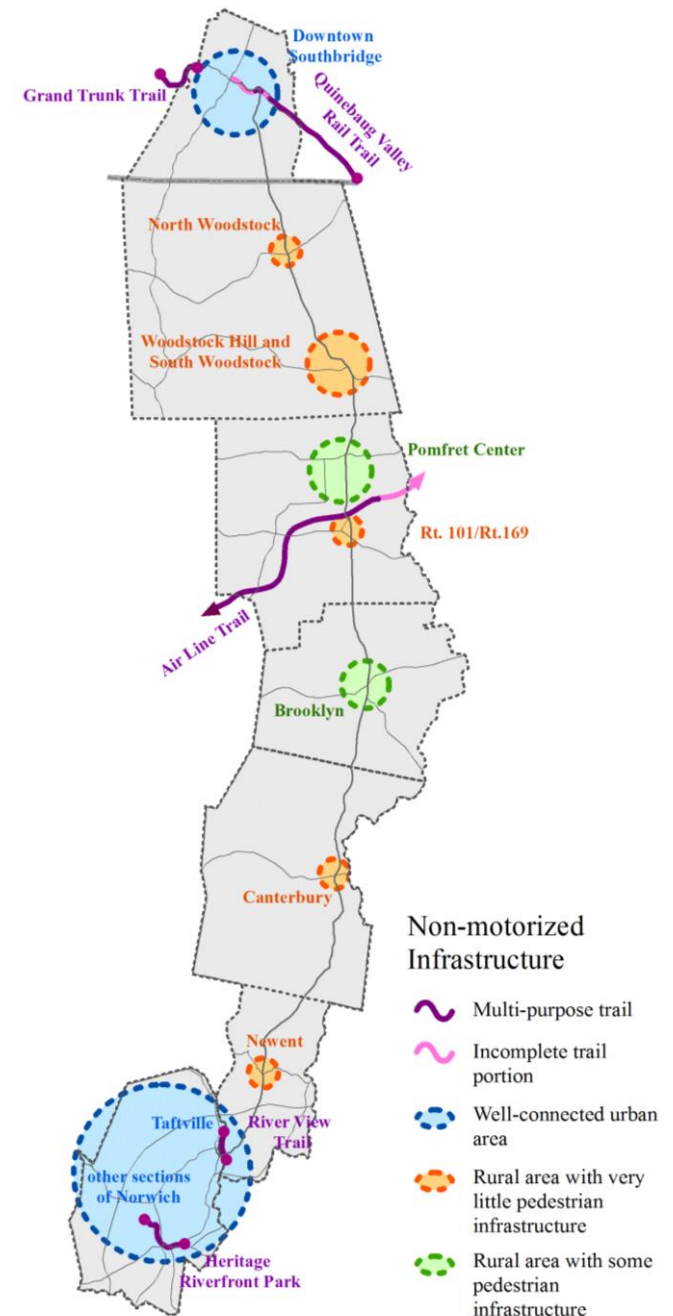 Downtown
Southbridge
Grand Trunk Trail
Quinebaug Valley
Rail Trail
North Woodstock
Woodstock Hill and
South Woodstock
Pomfret Center
Rt. 101/Rt.169
Air Line Trail
Brooklyn
Canterbury
Newent
Taftville
River View
Trail
other sections
of Norwich
Heritage
Riverfront Park
Non-motorized
Infrastructure
Multi-purpose trail
Incomplete trail
portion
Well-connected urban
area
Rural area with very
little pedestrian
infrastructure
Rural area with some
pedestrian
infrastructure